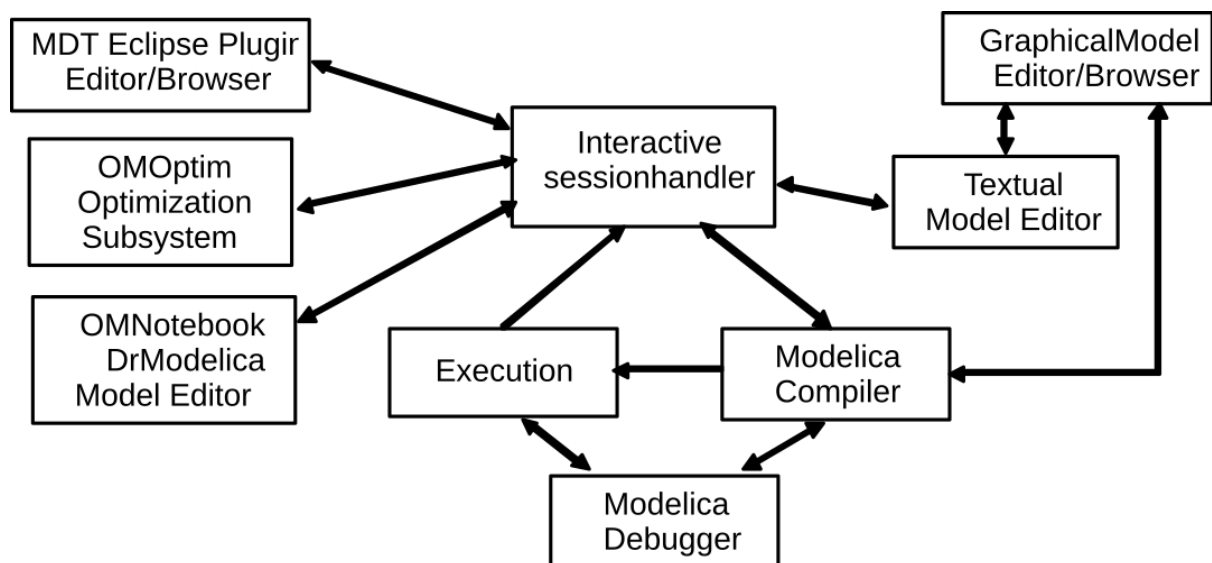 MDT Eclipse Plugin
Editor/Browser
GraphicalModel
Editor/Browser
Interactive
sessionhandler
OMOptim
Optimization
Subsystem
Textual
Model Editor
OMNotebook
DrModelica
Model Editor
Execution
Modelica
Compiler
Modelica
Debugger